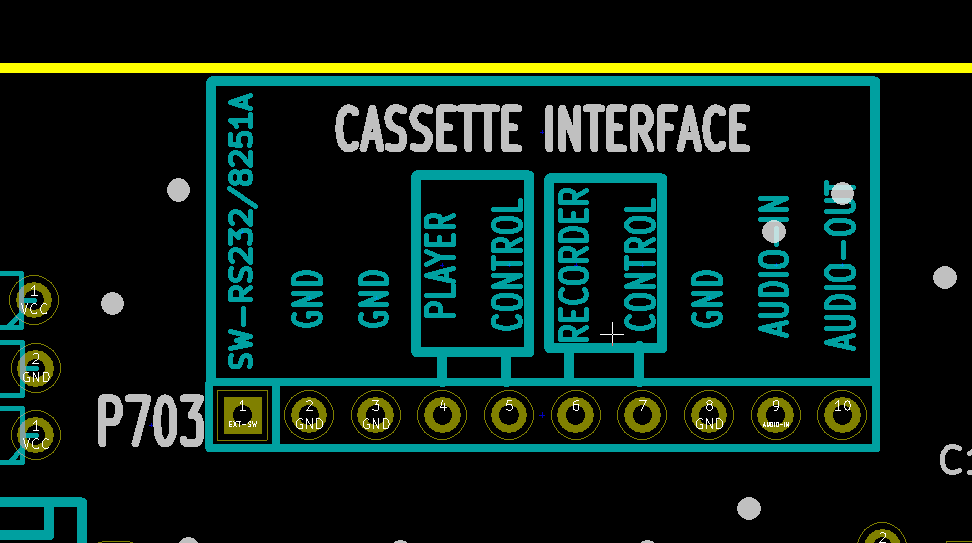 CASSETTE INTERFACE
SW-RS232/8251A
GND
GND
PLAYER
CONTROL
RECORDER
CONTROL
GND
AUDIO-IN
AUDIO-OUT
1
VCC
2
GND
1
VCC
P703
1
EXT-SW
2
GND
3
GND
4
5
6
7
8
GND
9
AUDIO-IN
10
C1
2